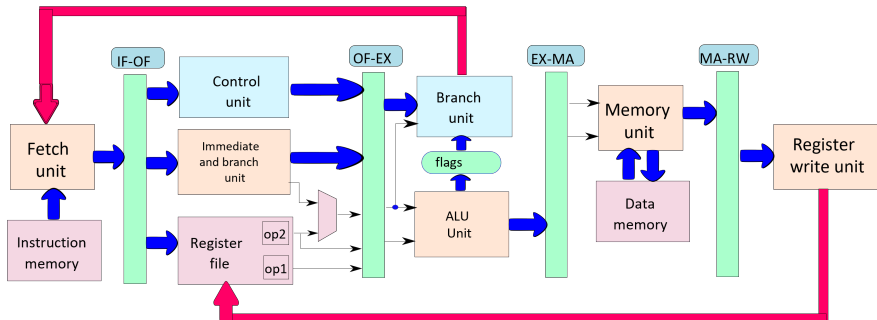 IF-OF
OF-EX
EX-MA
MA-RW
Control
unit
Branch
unit
Memory
unit
Fetch
unit
Immediate
and branch
unit
flags
Register
write unit
Instruction
memory
Register
file
op2
op1
ALU
Unit
Data
memory